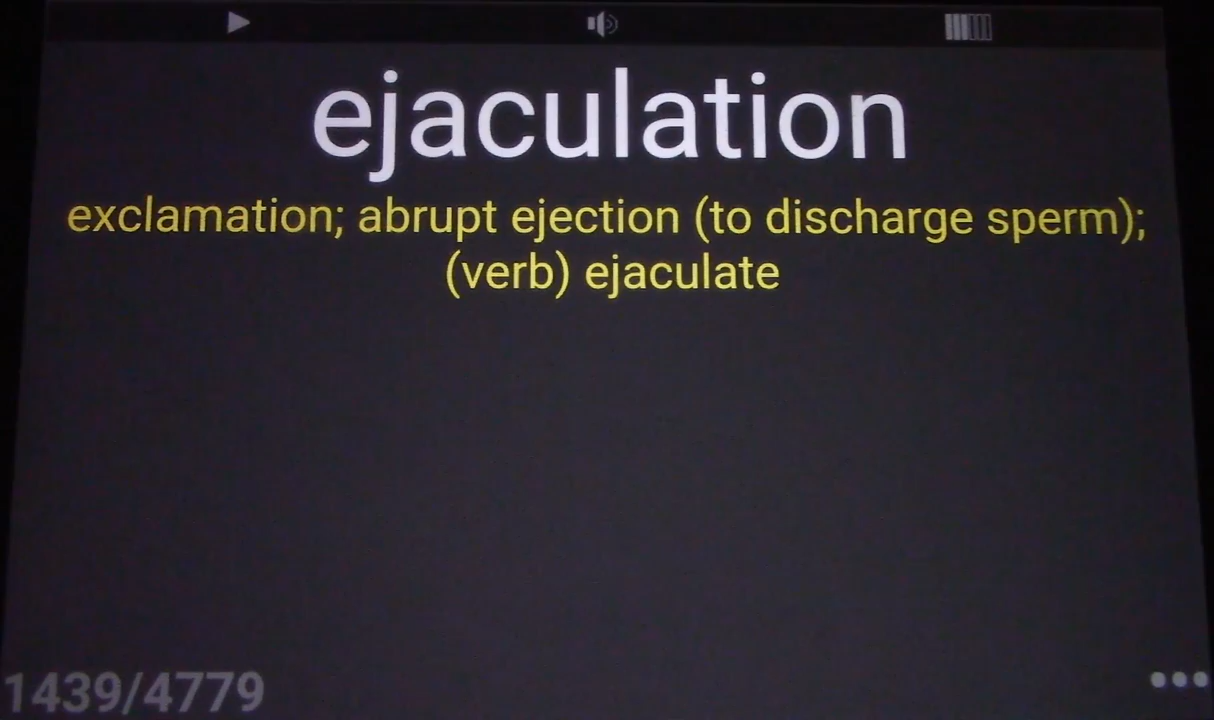 ejaculation
exclamation; abrupt ejection (to discharge sperm);
(verb) ejaculate
1439/4779